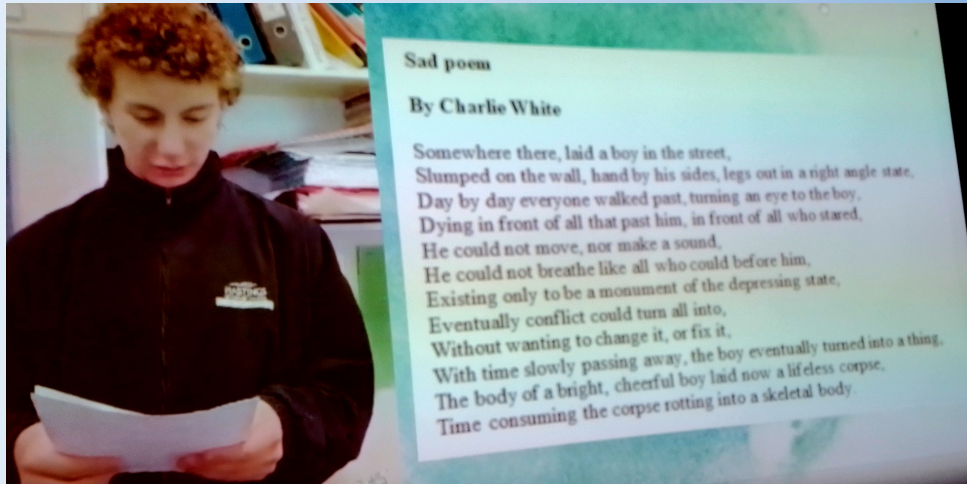 Sad poem
By Charlie White
Somewhere there, laid a boy in the street,
Slumped on the wall, hand by his sides, legs out in a right angle state,
Day by day everyone walked past, turning an eye to the boy,
Dying in front of all that past him, in front of all who stared,
He could not move, nor make a sound,
He could not breathe like all who could before him,
Existing only to be a monument of the depressing state,
Eventually conflict could turn all into,
Without wanting to change it, or fix it,
With time slowly passing away, the boy eventually turned into a thing,
The body of a bright, cheerful boy laid now a lifeless corpse,
Time consuming the corpse rotting into a skeletal body.
HASTINGS